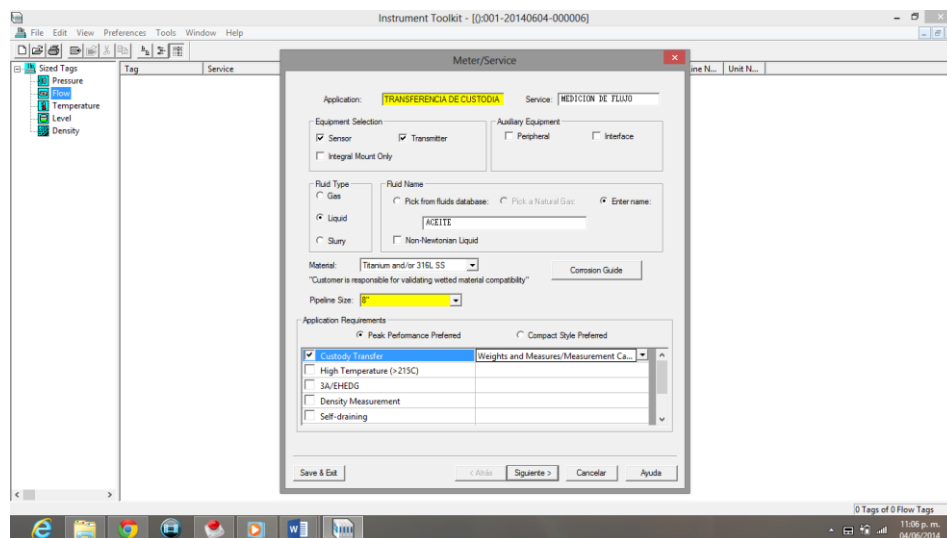 Instrument Toolkit - [():001-20140604-000006]
File Edit View Preferences Tools Window Help
Sized Tags
Pressure
Flow
Temperature
Level
Density
Tag Service ine N... Unit N...
Meter/Service
Application: TRANSFERENCIA DE CUSTODIA Service: MEDICION DE FLUJO
Equipment Selection Auxiliary Equipment
Sensor Transmitter Peripheral Interface
Integral Mount Only
Fluid Type Fluid Name
Gas Pick from fluids database: Pick a Natural Gas: Enter name:
Liquid ACEITE
Slurry Non-Newtonian Liquid
Material: Titanium and/or 316L SS Corrosion Guide
"Customer is responsible for validating wetted material compatibility"
Pipeline Size: 8"
Application Requirements
Peak Performance Preferred Compact Style Preferred
Custody Transfer Weights and Measures/Measurement Ca...
High Temperature (>215C)
3A/EHEDG
Density Measurement
Self-draining
Save & Exit < Atrás Siguiente > Cancelar Ayuda
0 Tags of 0 Flow Tags
11:06 p. m.
04/06/2014